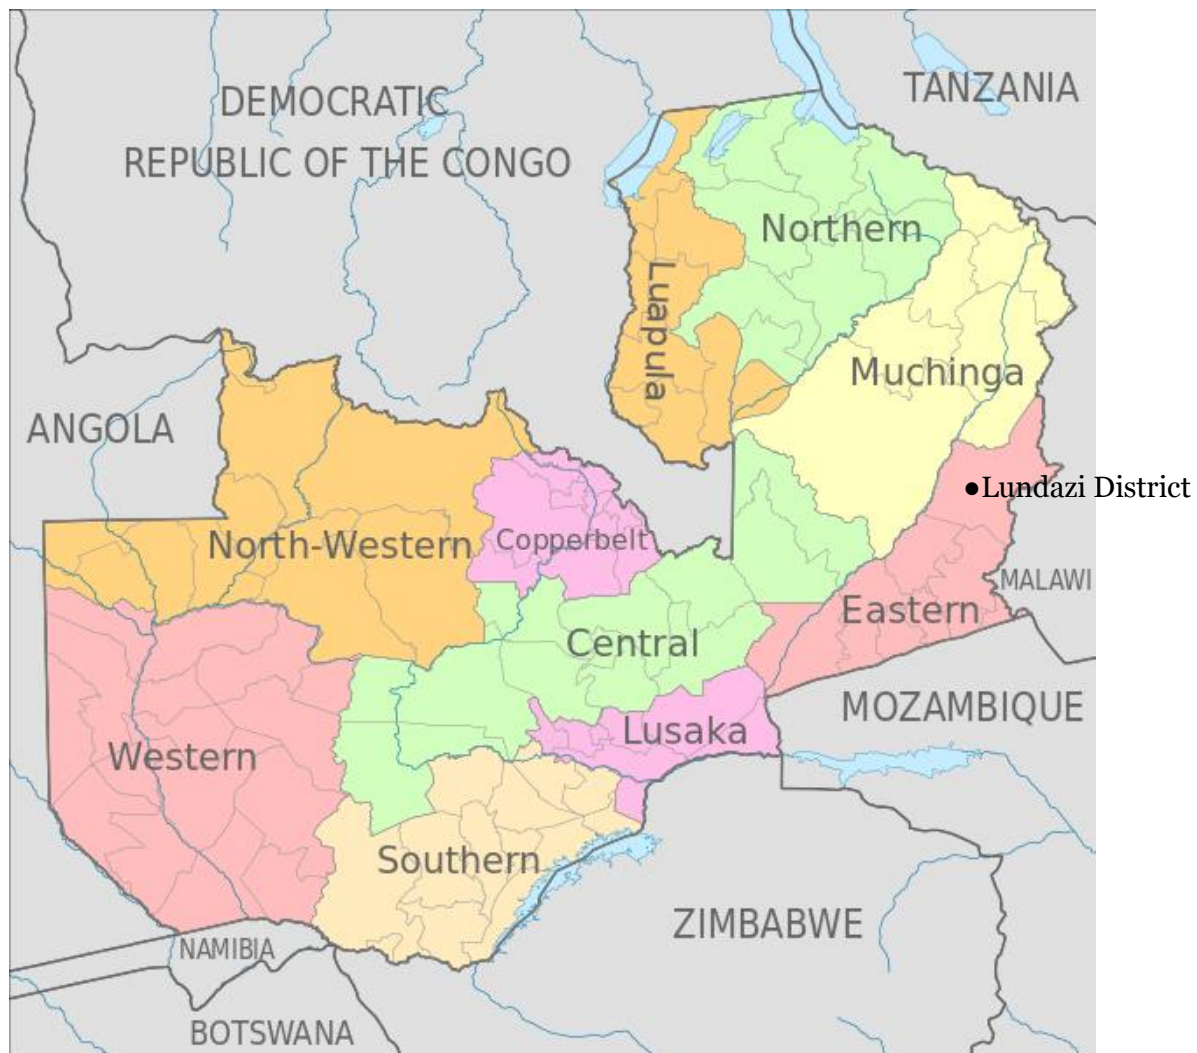 DEMOCRATIC
REPUBLIC OF THE CONGO
TANZANIA
Northern
Luapula
Muchinga
ANGOLA
●Lundazi District
North-Western
Copperbelt
MALAWI
Eastern
Central
MOZAMBIQUE
Lusaka
Western
Southern
ZIMBABWE
NAMIBIA
BOTSWANA